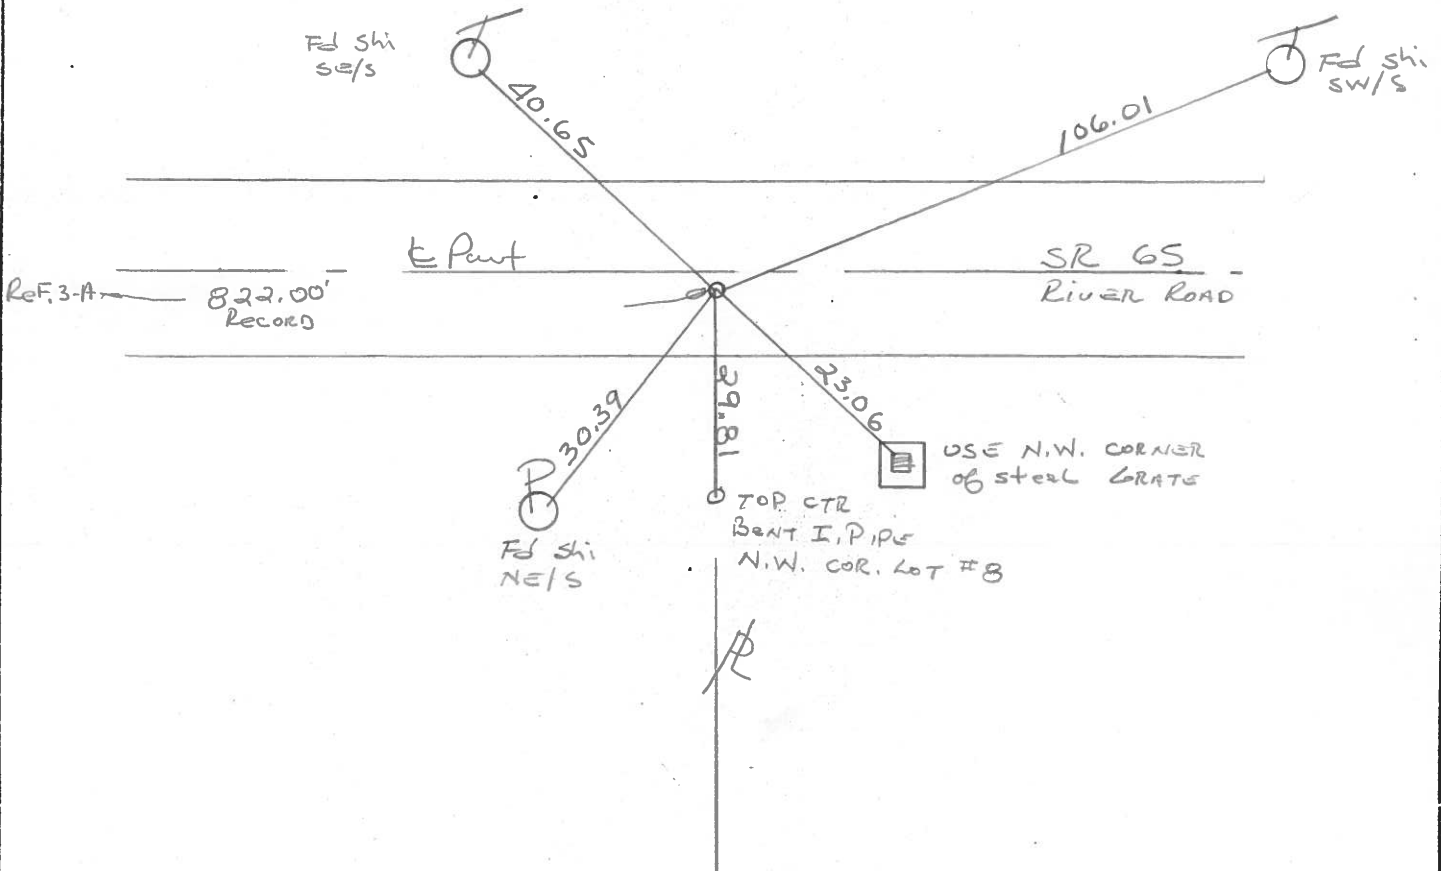 Fd Shi
SE/S
40.65
106.01
Fd Shi
SW/S
℄ Pavt
SR 65
RIVER ROAD
REF. 3-A
822.00'
RECORD
30.39
29.81
23.06
P
Fd Shi
NE/S
TOP CTR
BENT I. PIPE
N.W. COR. LOT #8
USE N.W. CORNER
of steel GRATE
PL